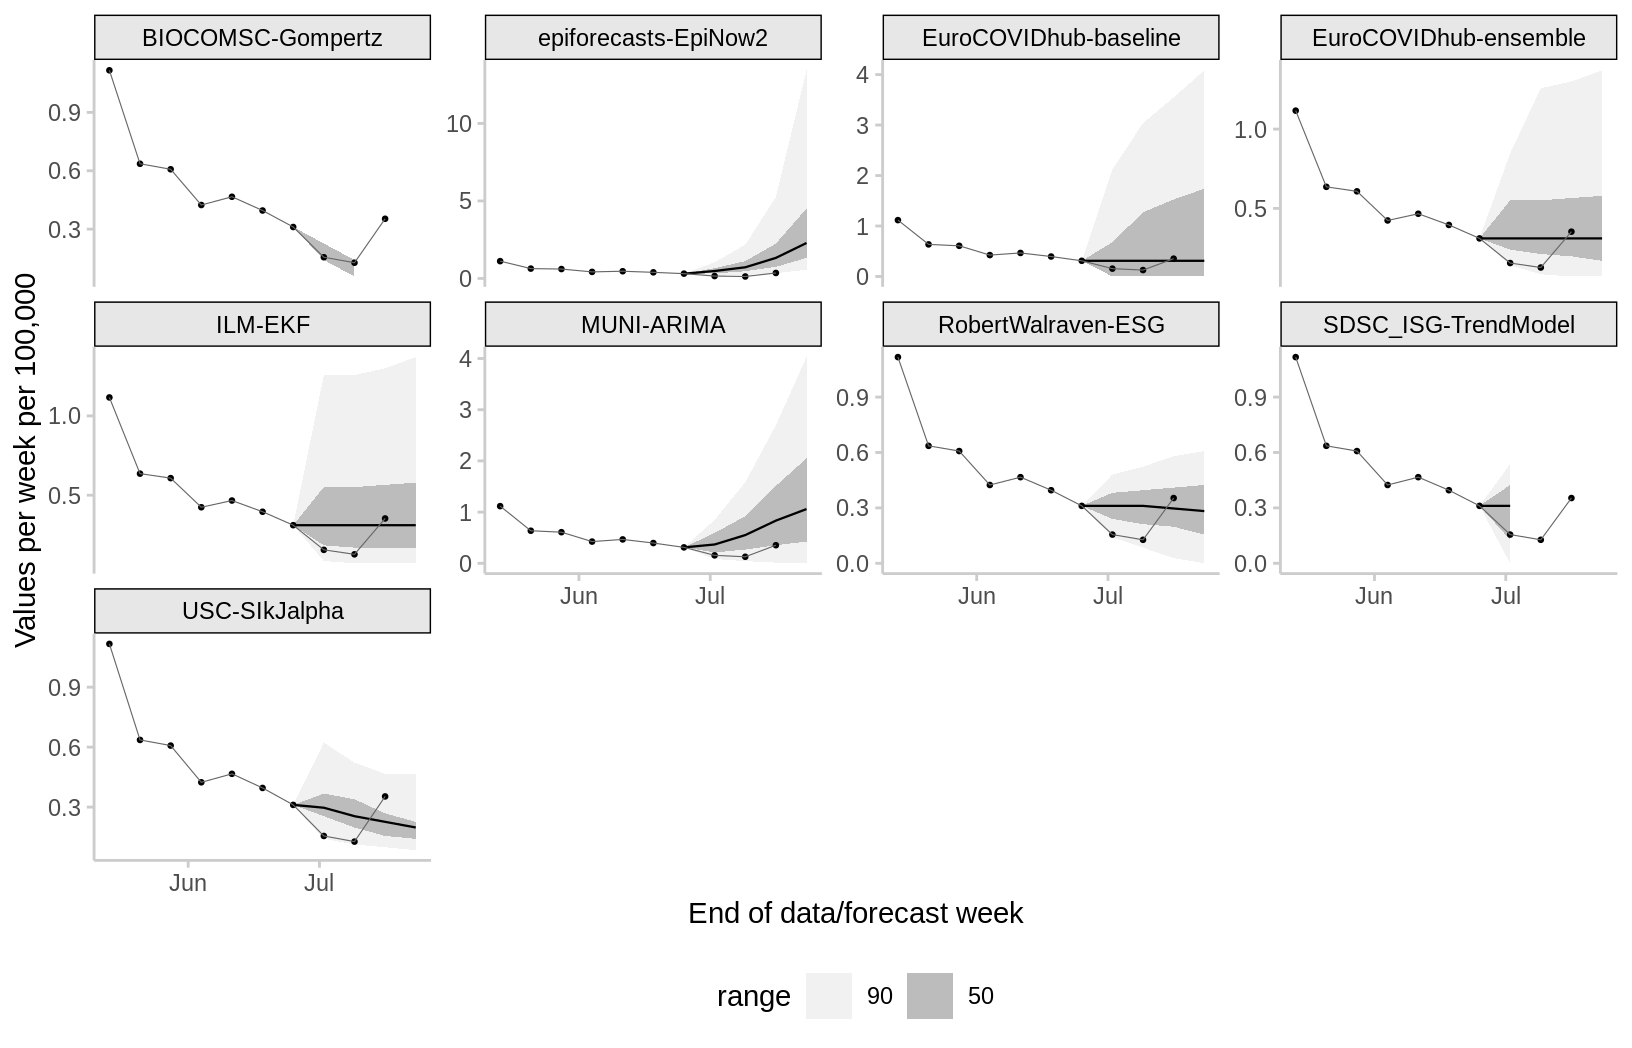 BIOCOMSC-Gompertz
epiforecasts-EpiNow2
EuroCOVIDhub-baseline
EuroCOVIDhub-ensemble
0.9
0.6
0.3
10
5
0
4
3
2
1
0
1.0
0.5
ILM-EKF
MUNI-ARIMA
RobertWalraven-ESG
SDSC_ISG-TrendModel
1.0
0.5
4
3
2
1
0
Jun
Jul
0.9
0.6
0.3
0.0
Jun
Jul
0.9
0.6
0.3
0.0
Jun
Jul
USC-SIkJalpha
0.9
0.6
0.3
Jun
Jul
Values per week per 100,000
End of data/forecast week
range
90
50